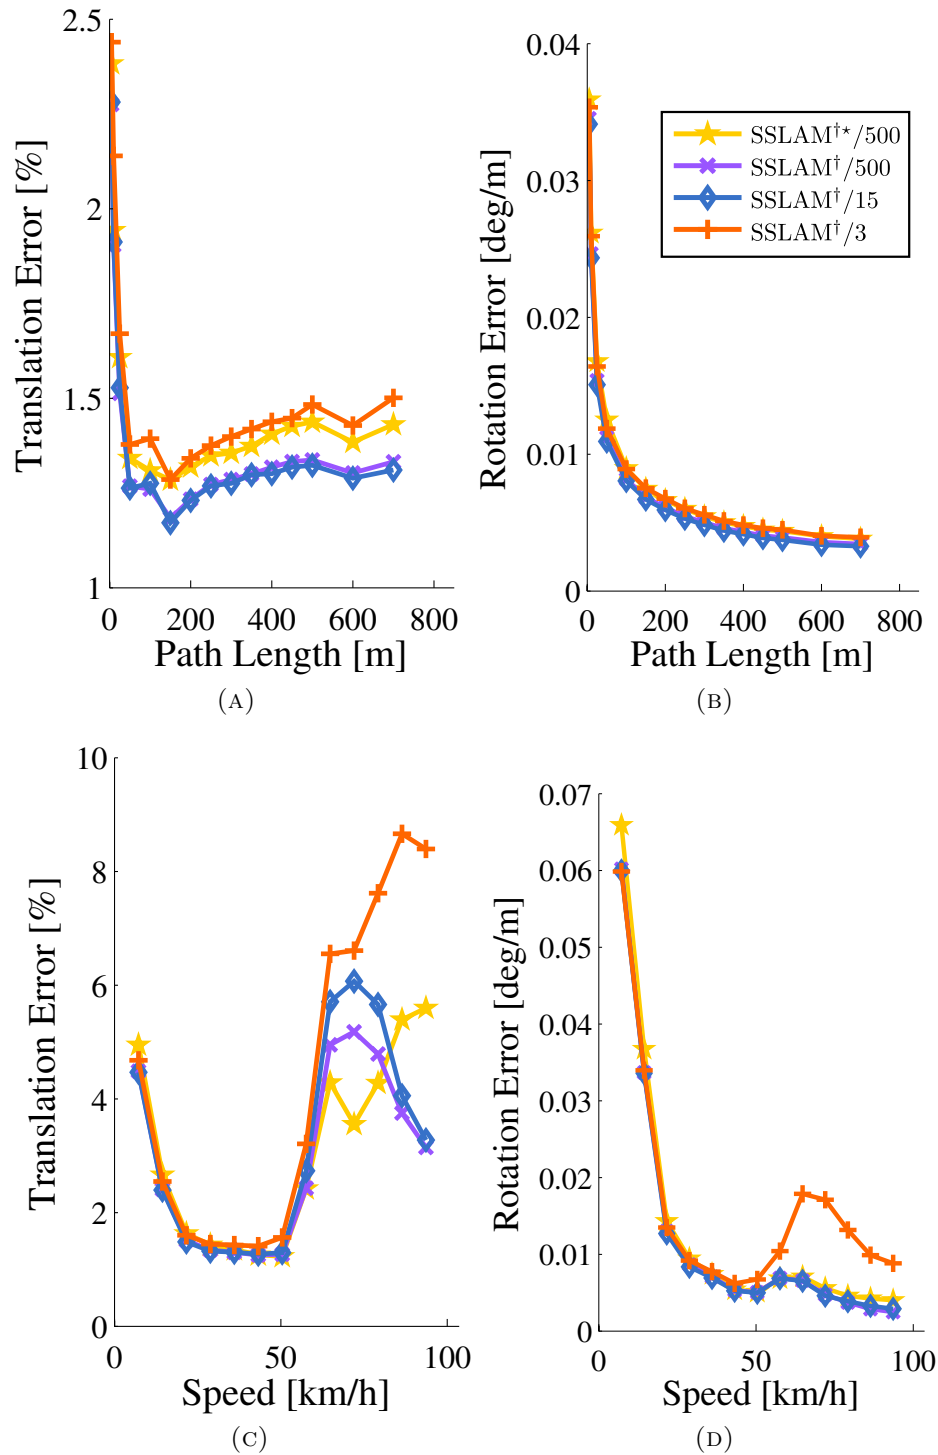 2.5
2
1.5
1
Translation Error [%]
0 200 400 600 800
Path Length [m]
(A)
0.04
0.03
0.02
0.01
0
Rotation Error [deg/m]
SSLAM†⋆/500
SSLAM†/500
SSLAM†/15
SSLAM†/3
0 200 400 600 800
Path Length [m]
(B)
10
8
6
4
2
0
Translation Error [%]
0 50 100
Speed [km/h]
(C)
0.07
0.06
0.05
0.04
0.03
0.02
0.01
0
Rotation Error [deg/m]
0 50 100
Speed [km/h]
(D)